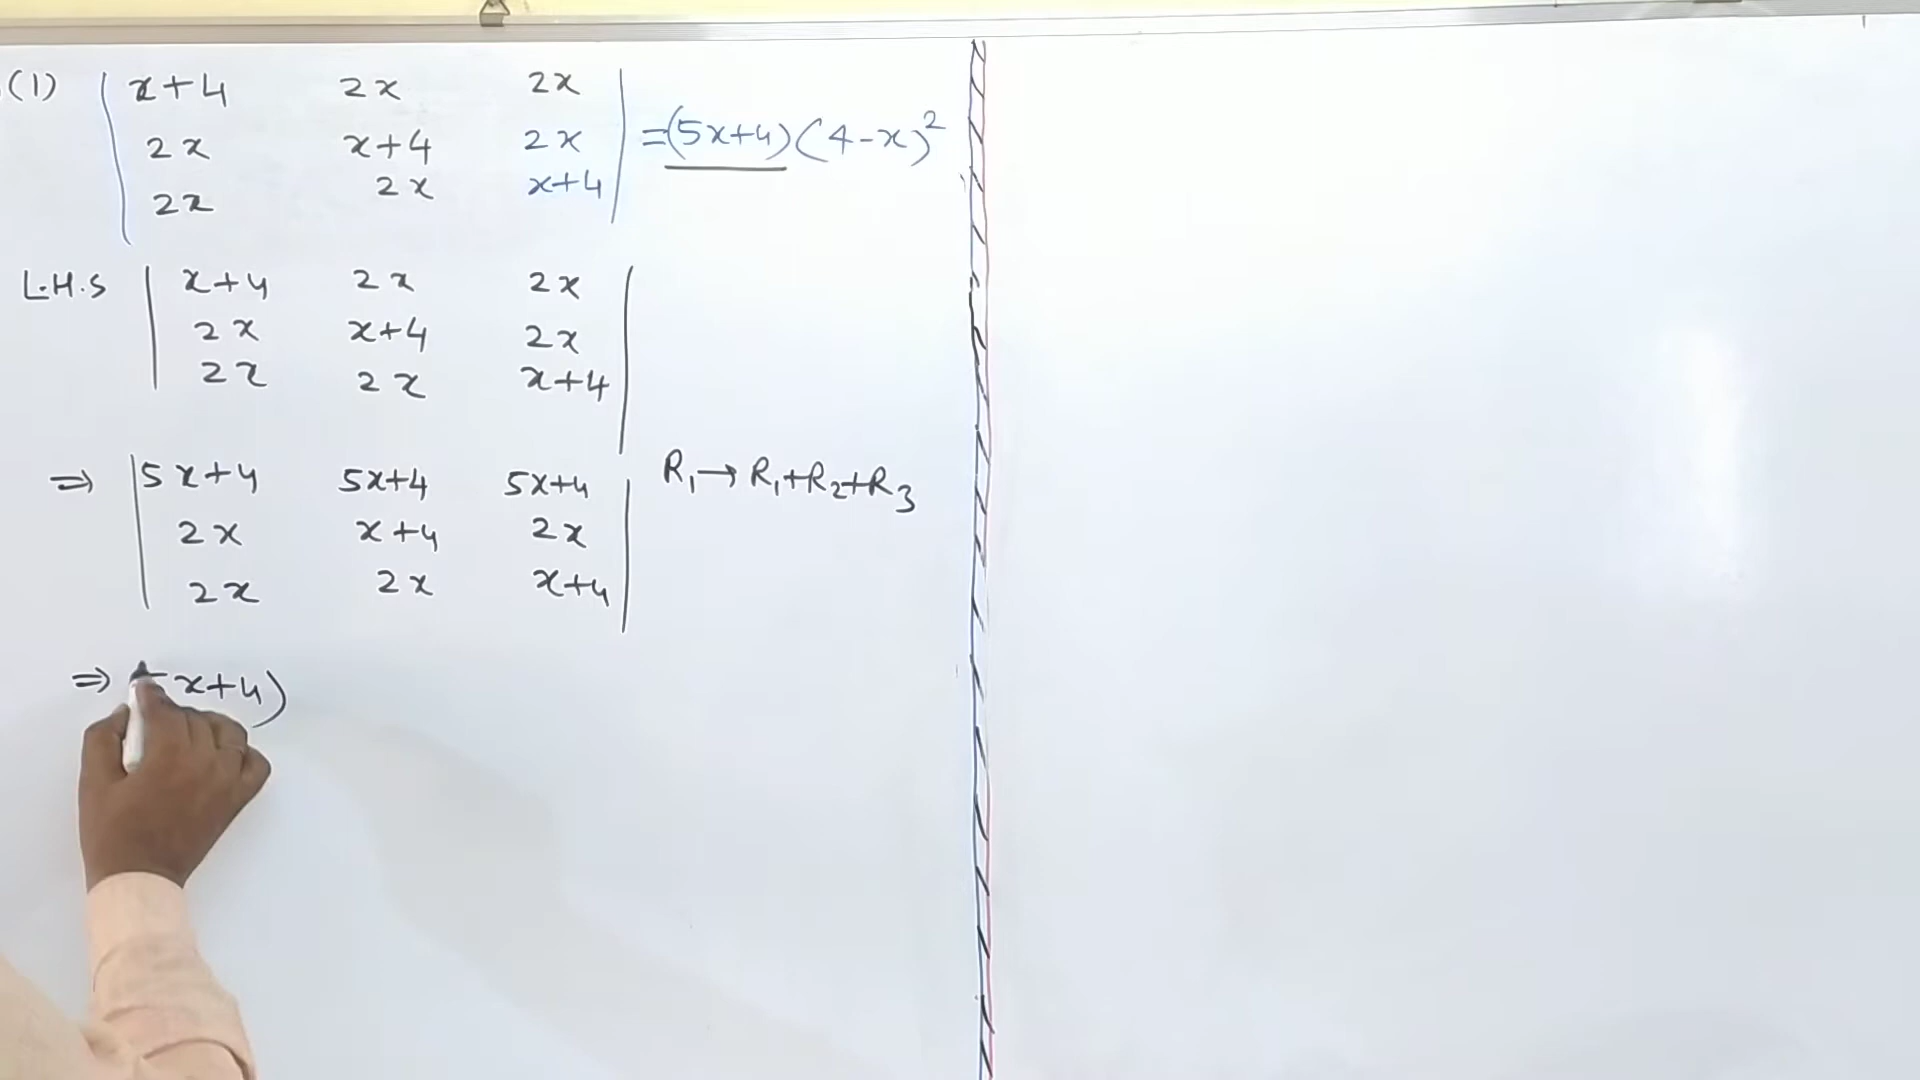 (1) | x+4 2x 2x |
| 2x x+4 2x | = (5x+4)(4-x)²
| 2x 2x x+4 |
L.H.S | x+4 2x 2x |
| 2x x+4 2x |
| 2x 2x x+4 |
⇒ | 5x+4 5x+4 5x+4 | R₁→R₁+R₂+R₃
| 2x x+4 2x |
| 2x 2x x+4 |
⇒ x+4)